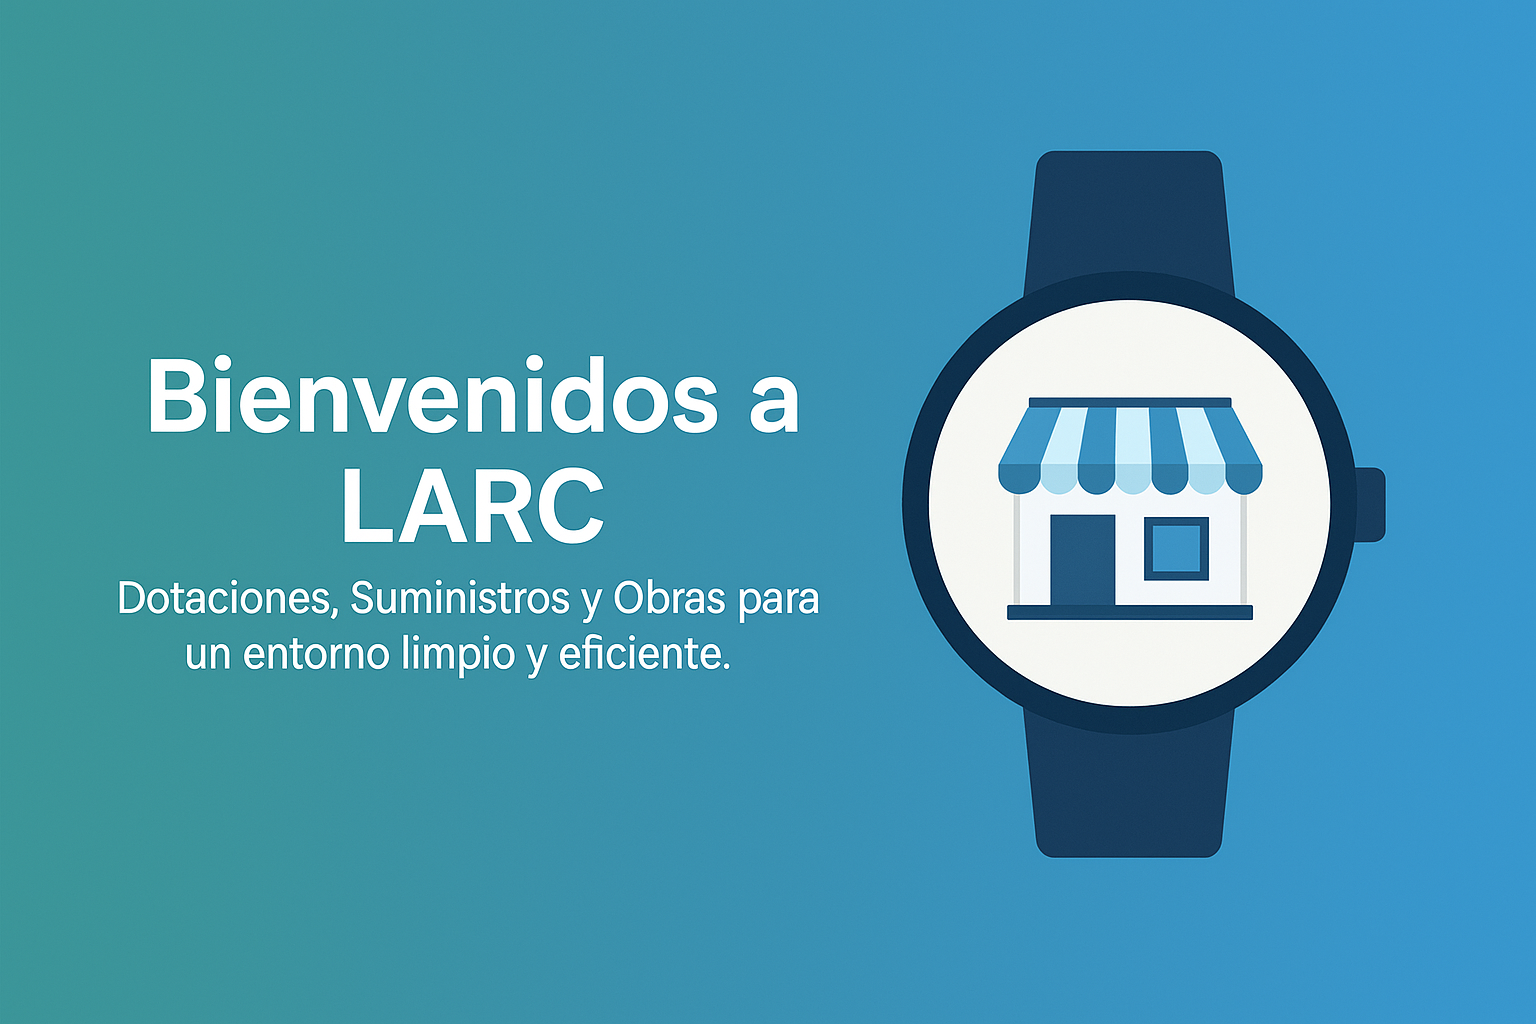 Bienvenidos a
LARC
Dotaciones, Suministros y Obras para
un entorno limpio y eficiente.